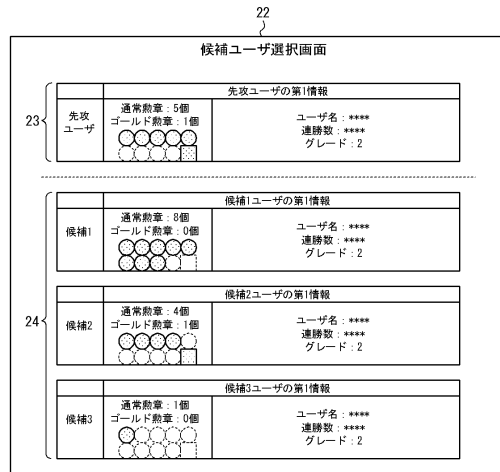 22
候補ユーザ選択画面
23
先攻ユーザの第1情報
先攻
ユーザ
通常勲章：5個
ゴールド勲章：1個
ユーザ名：****
連勝数：****
グレード：2
24
候補1ユーザの第1情報
候補1
通常勲章：8個
ゴールド勲章：0個
ユーザ名：****
連勝数：****
グレード：2
候補2ユーザの第1情報
候補2
通常勲章：4個
ゴールド勲章：1個
ユーザ名：****
連勝数：****
グレード：2
候補3ユーザの第1情報
候補3
通常勲章：1個
ゴールド勲章：0個
ユーザ名：****
連勝数：****
グレード：2